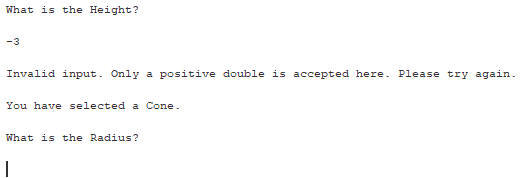 What is the Height?
-3
Invalid input. Only a positive double is accepted here. Please try again.
You have selected a Cone.
What is the Radius?